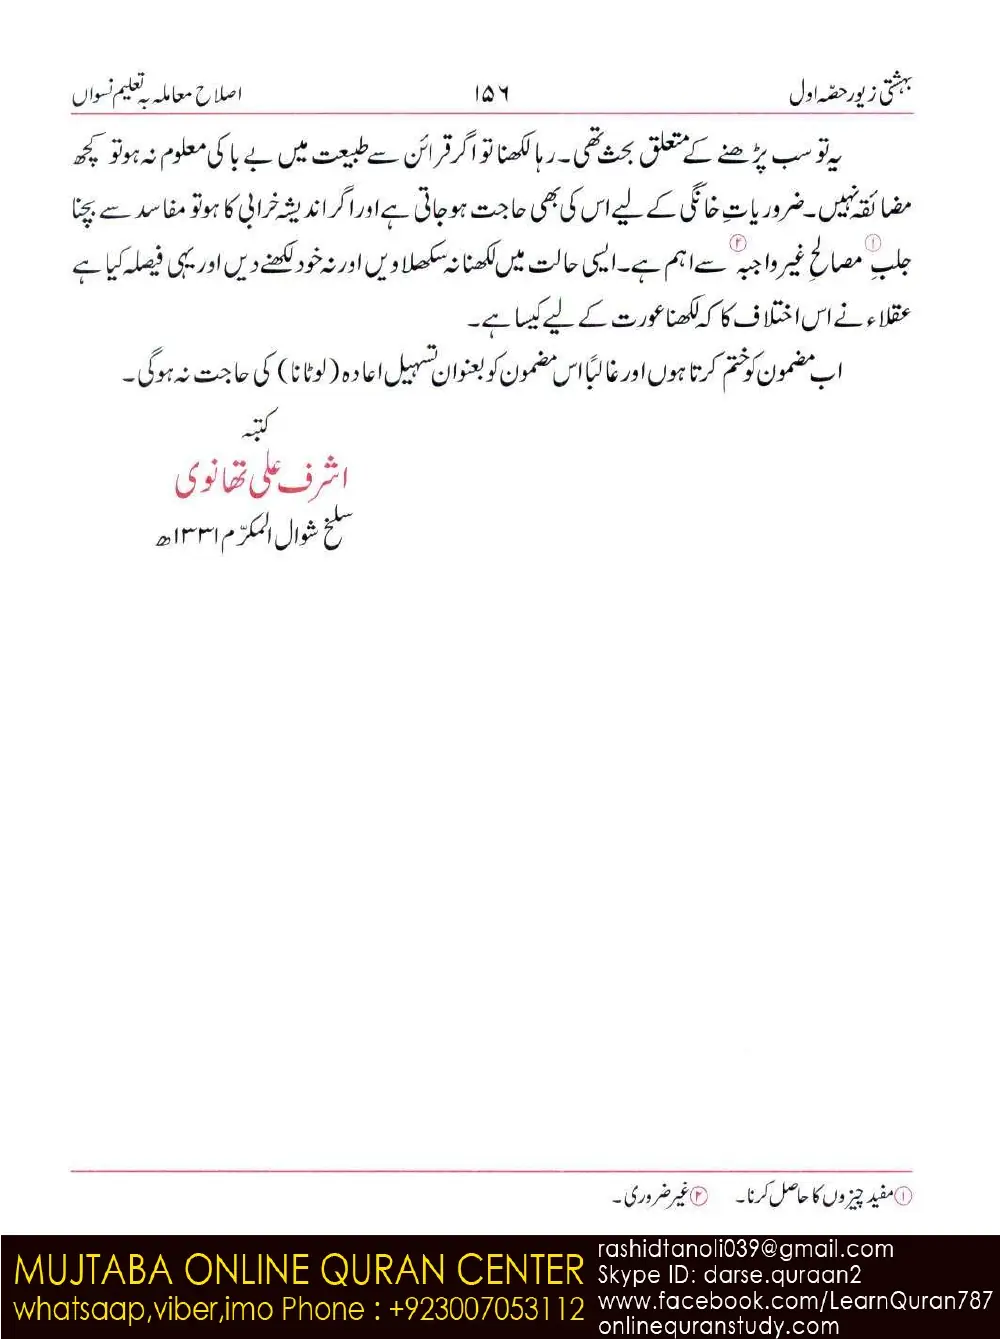 بہشتی زیور حصّہ اول ۱۵۶ اصلاح معاملہ بہ تعلیم نسواں
یہ تو سب پڑھنے کے متعلق بحث تھی۔ رہا لکھنا تو اگر قرائن سے طبیعت میں بے باکی معلوم نہ ہو تو کچھ
مضائقہ نہیں۔ ضروریاتِ خانگی کے لیے اس کی بھی حاجت ہو جاتی ہے اور اگر اندیشہ خرابی کا ہو تو مفاسد سے بچنا
جلبِ ① مصالحِ غیر واجبہ ② سے اہم ہے۔ ایسی حالت میں لکھنا نہ سکھلاویں اور نہ خود لکھنے دیں اور یہی فیصلہ کیا ہے
عقلاء نے اس اختلاف کا کہ لکھنا عورت کے لیے کیسا ہے۔
اب مضمون کو ختم کرتا ہوں اور غالباً اس مضمون کو بعنوان تسہیل اعادہ (لوٹانا) کی حاجت نہ ہوگی۔
کتبہ
اشرف علی تھانوی
سلخ شوال المکرّم ۱۳۳۱ھ
① مفید چیزوں کا حاصل کرنا۔ ② غیر ضروری۔
MUJTABA ONLINE QURAN CENTER
whatsaap,viber,imo Phone : +923007053112
rashidtanoli039@gmail.com
Skype ID: darse.quraan2
www.facebook.com/LearnQuran787
onlinequranstudy.com